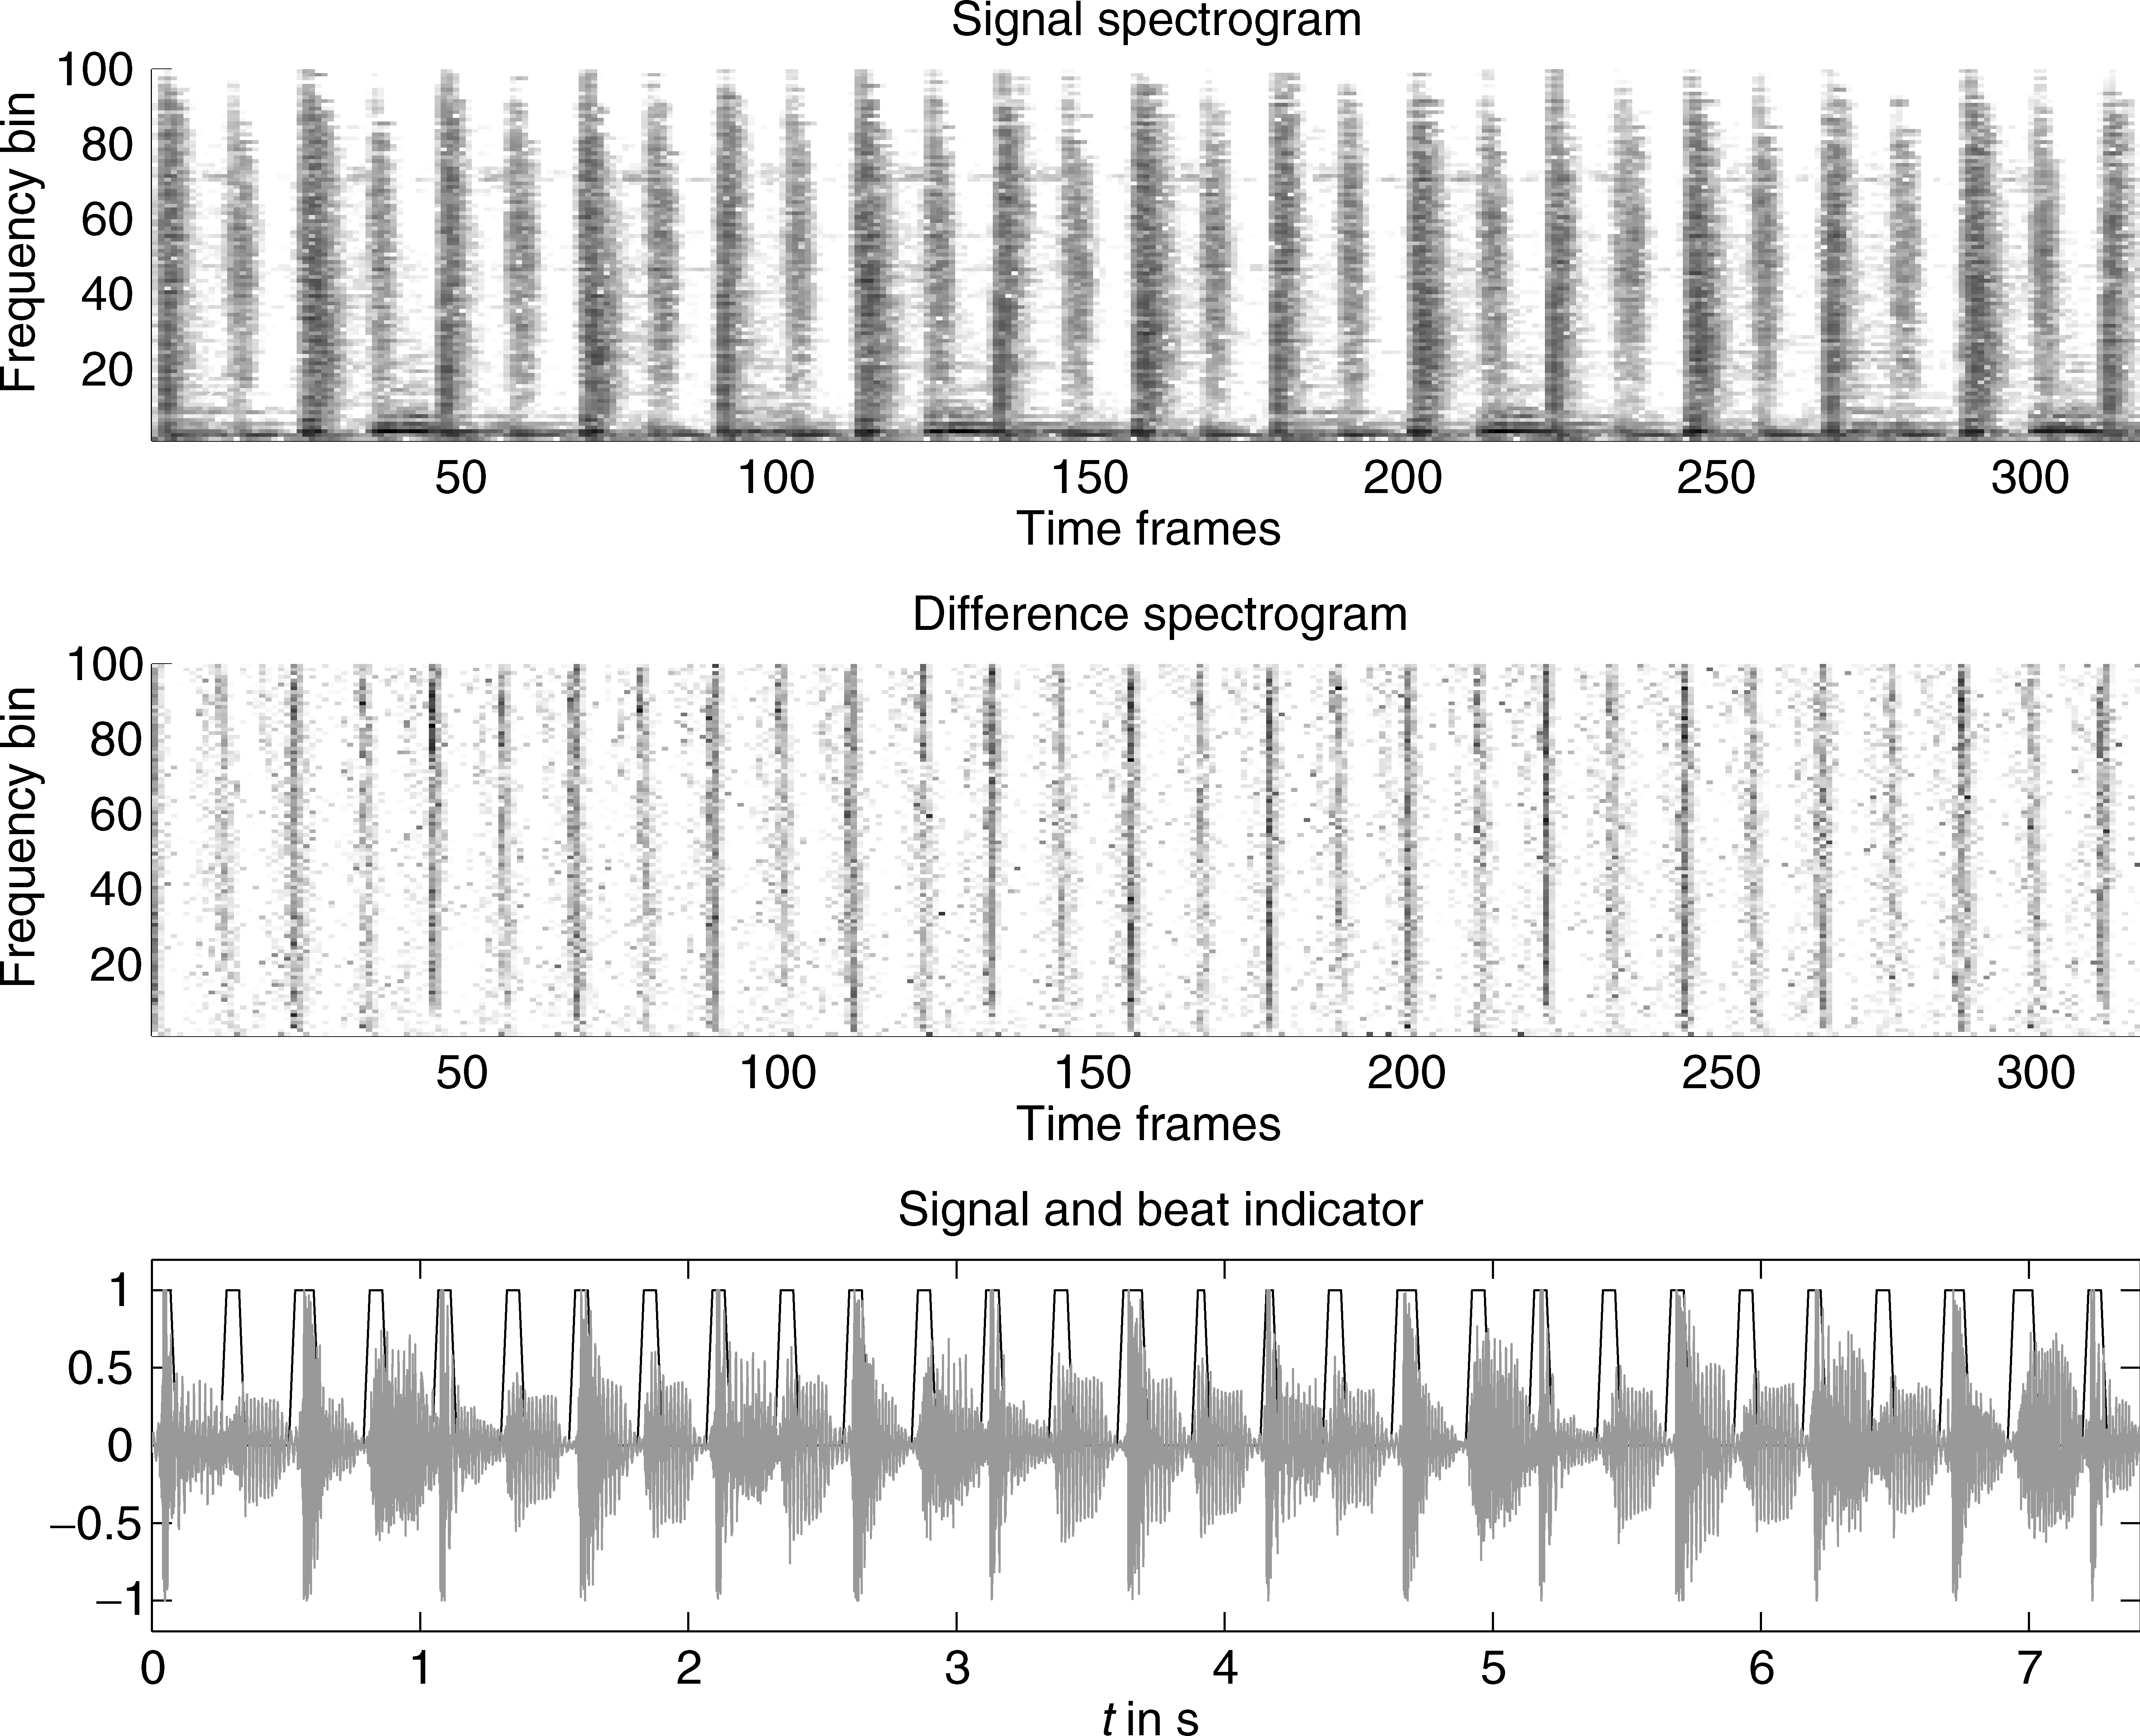 Signal spectrogram
Frequency bin
100
80
60
40
20
50 100 150 200 250 300
Time frames
Difference spectrogram
Frequency bin
100
80
60
40
20
50 100 150 200 250 300
Time frames
Signal and beat indicator
1
0.5
0
−0.5
−1
0 1 2 3 4 5 6 7
t in s